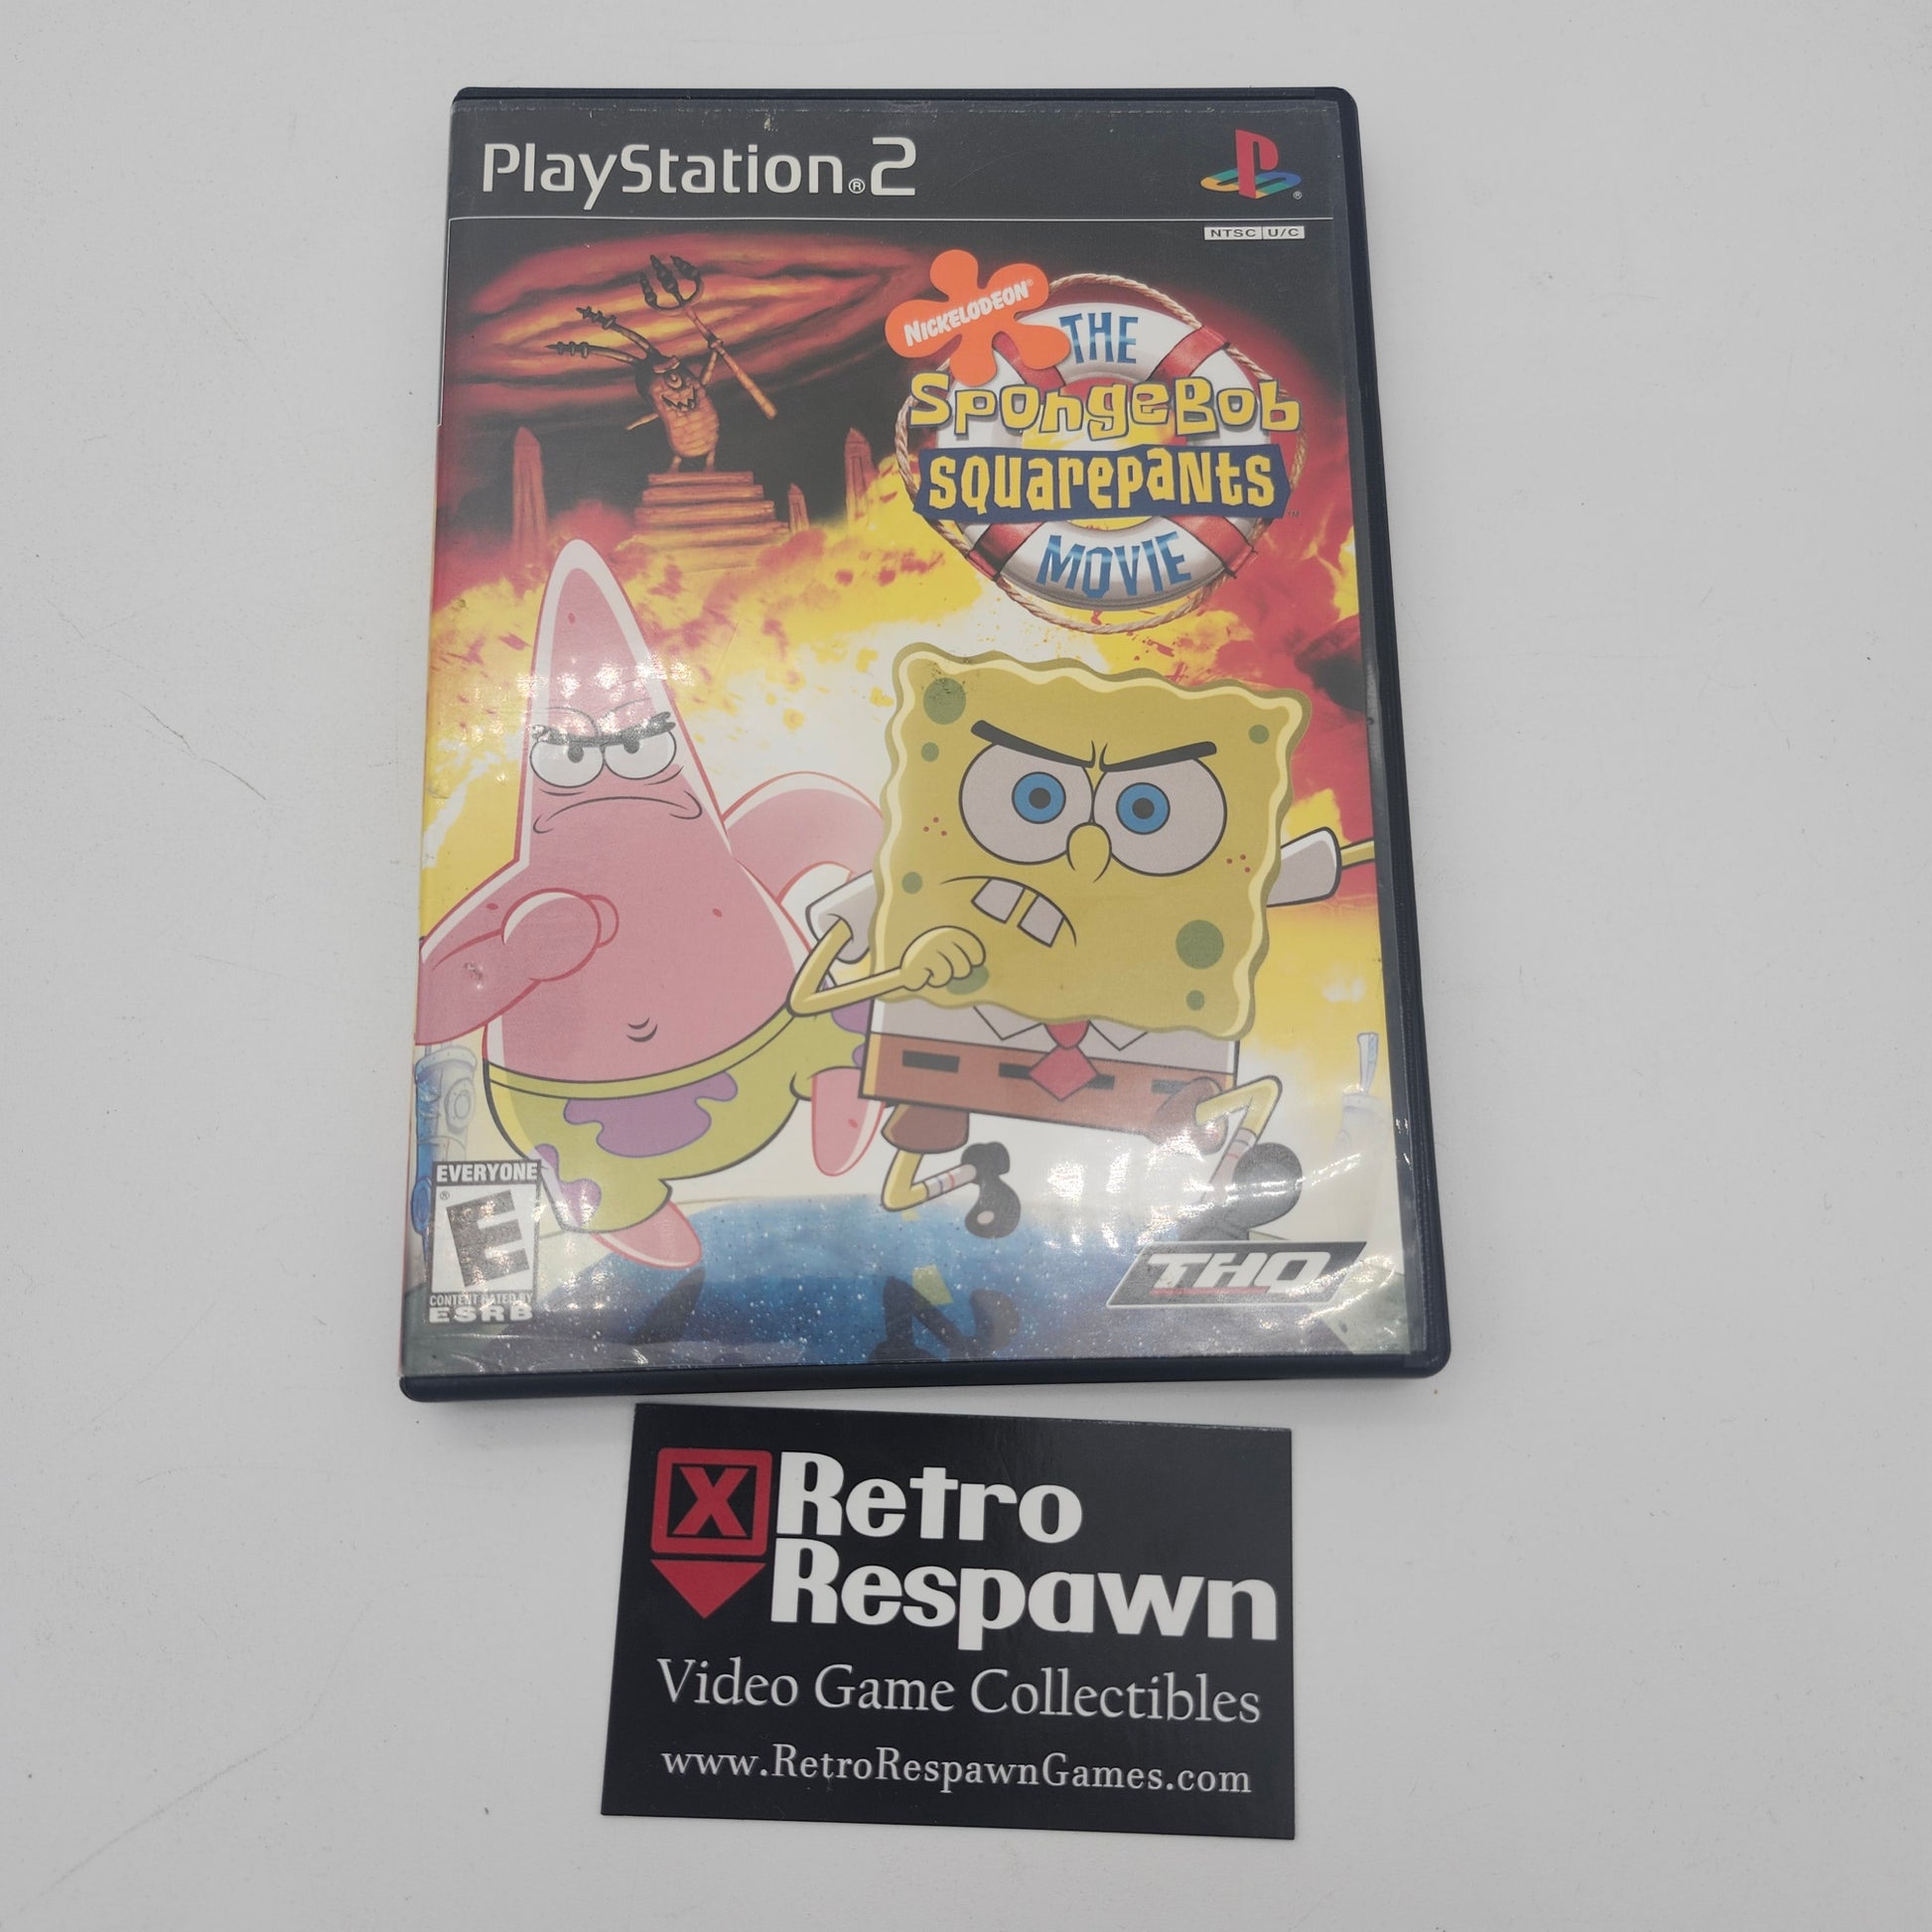 PlayStation®2
NTSC U/C
NICKELODEON®
THE
SpongeBob
SquarePants™
MOVIE
EVERYONE
E®
CONTENT RATED BY
ESRB
THQ
X Retro
Respawn
Video Game Collectibles
www.RetroRespawnGames.com